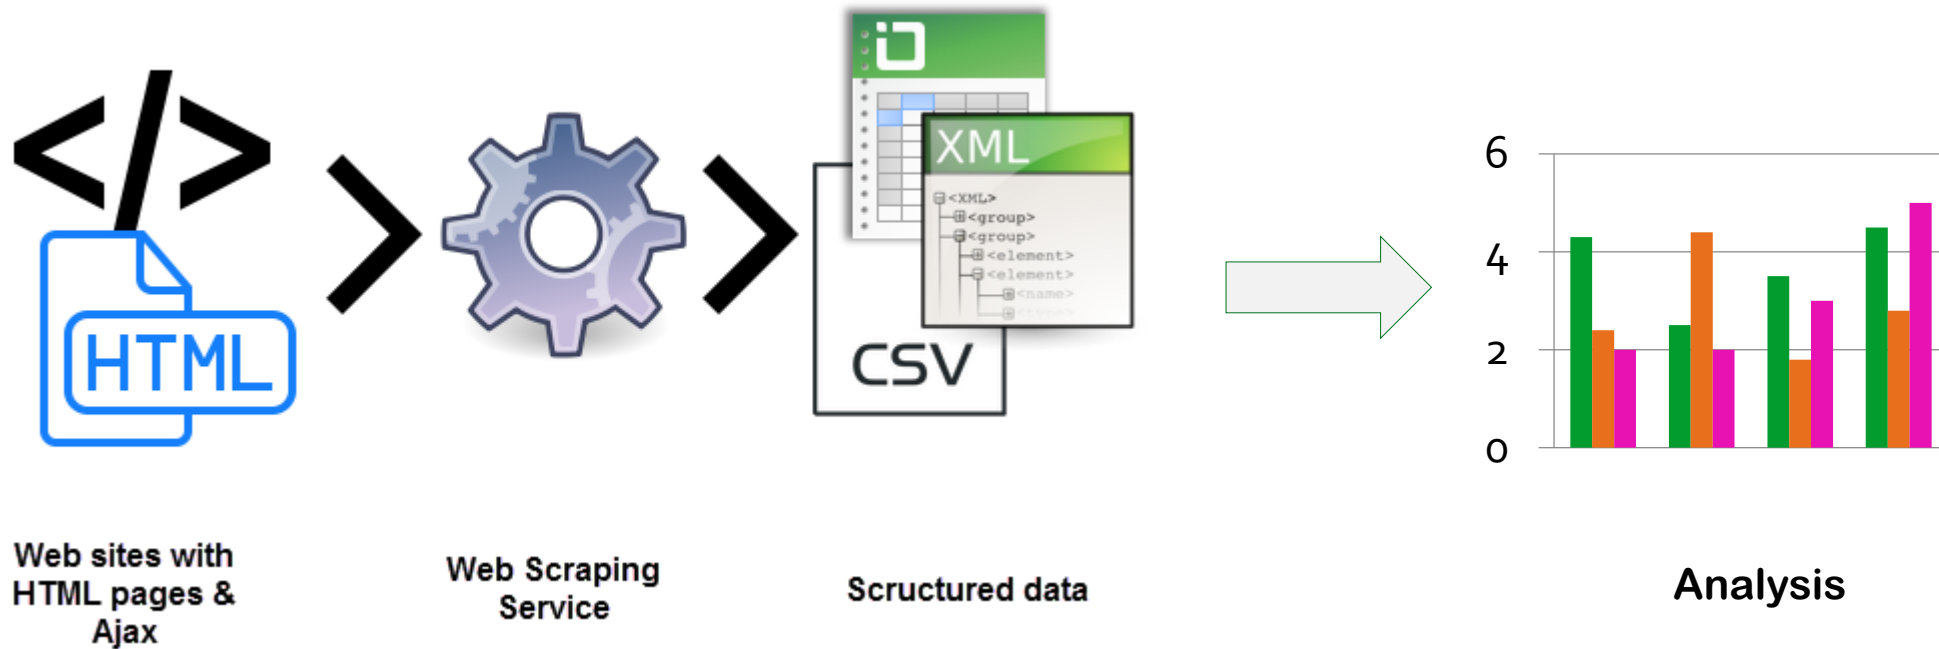 </>
HTML
XML
<XML>
<group>
<group>
<element>
<element>
<name>
CSV
6
4
2
0
Web sites with
HTML pages &
Ajax
Web Scraping
Service
Scructured data
Analysis